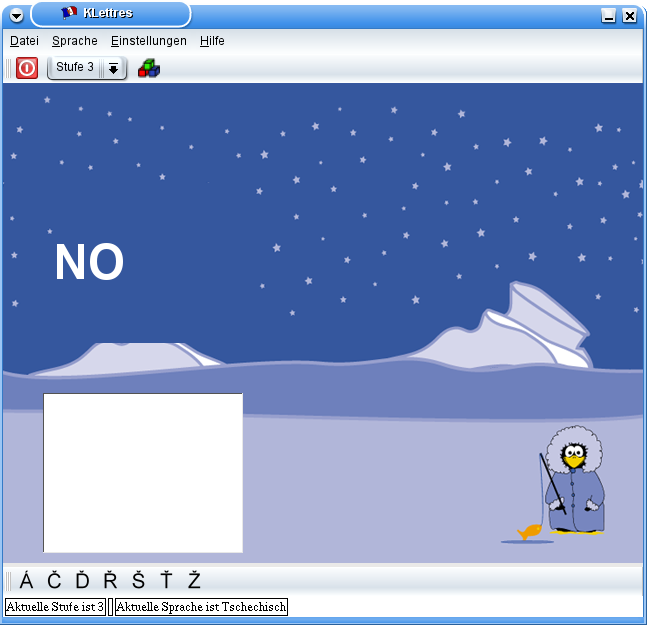 KLettres
Datei Sprache Einstellungen Hilfe
Stufe 3
NO
Á Č Ď Ř Š Ť Ž
Aktuelle Stufe ist 3 Aktuelle Sprache ist Tschechisch